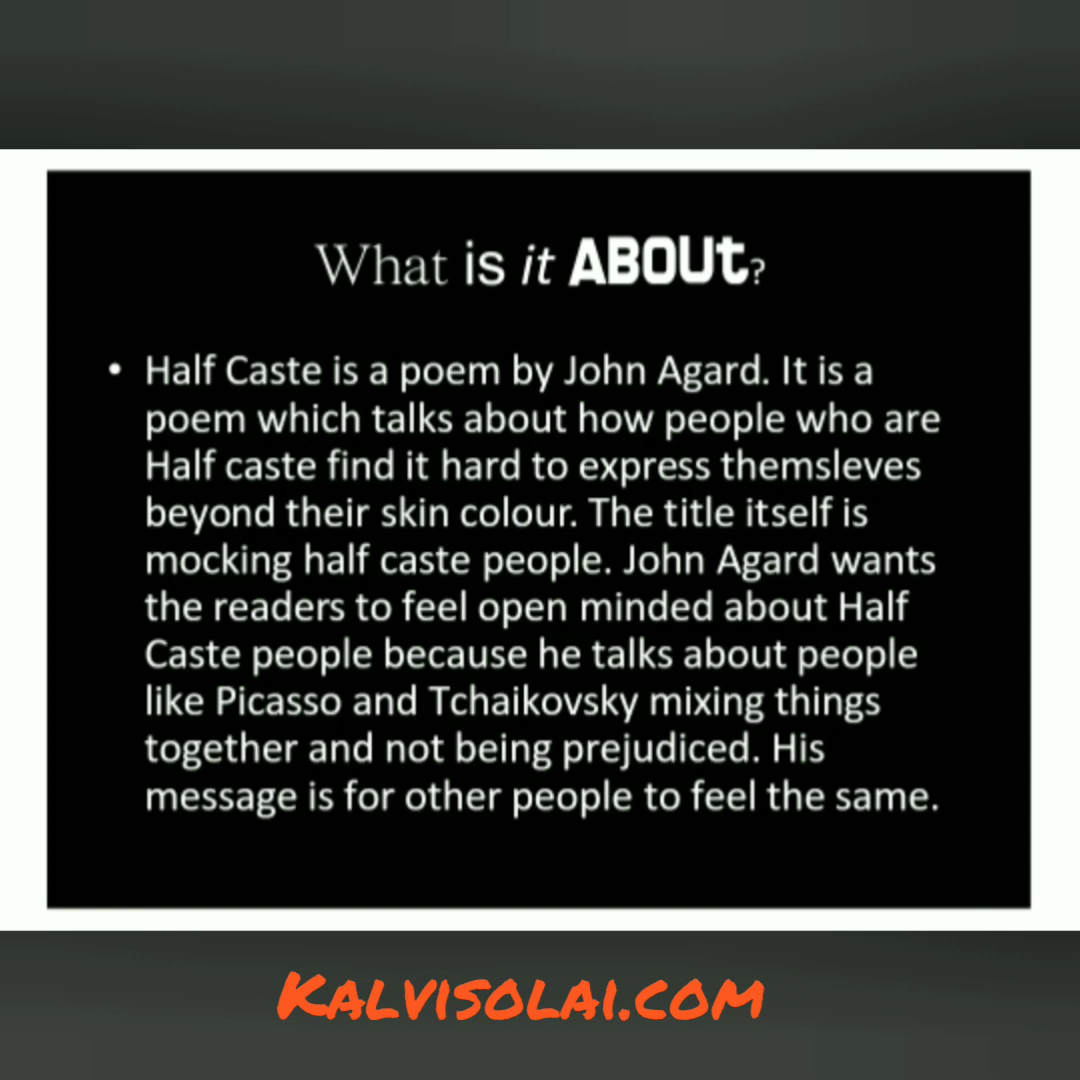 What is it ABOUt?
• Half Caste is a poem by John Agard. It is a
poem which talks about how people who are
Half caste find it hard to express themsleves
beyond their skin colour. The title itself is
mocking half caste people. John Agard wants
the readers to feel open minded about Half
Caste people because he talks about people
like Picasso and Tchaikovsky mixing things
together and not being prejudiced. His
message is for other people to feel the same.
KALVISOLAI.COM